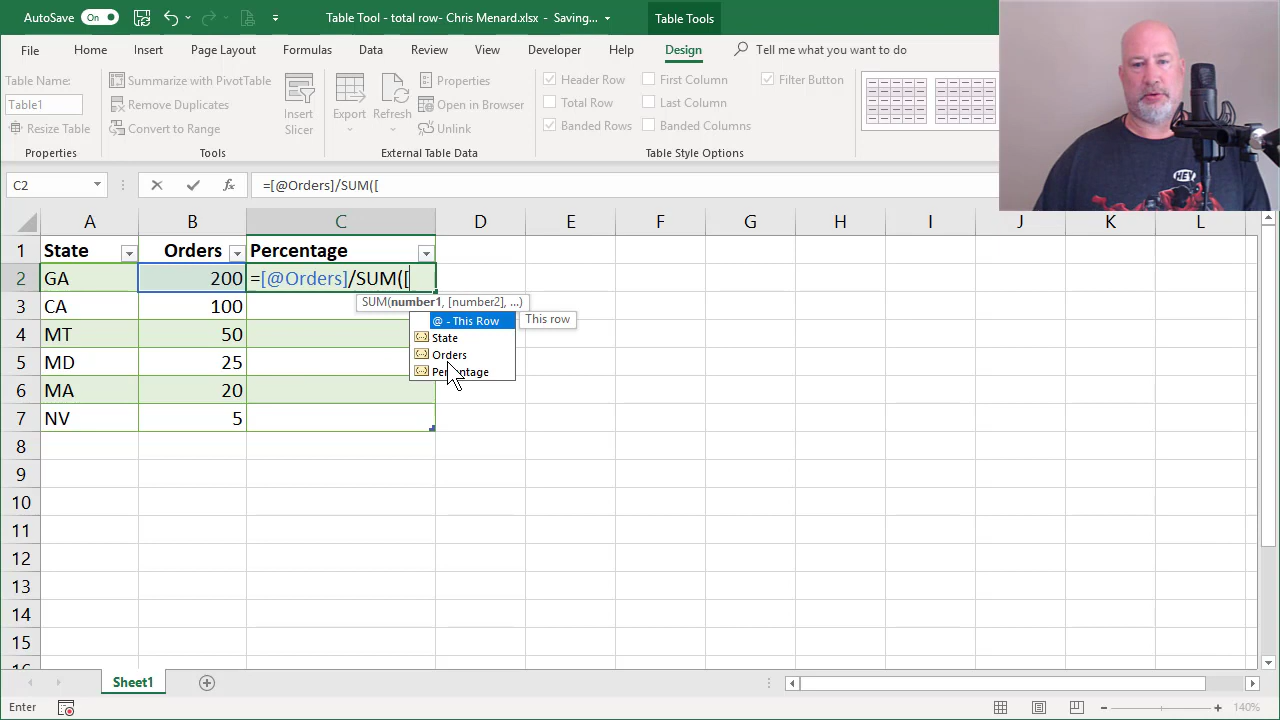 AutoSave On
Table Tool - total row- Chris Menard.xlsx - Saving...
Table Tools
File Home Insert Page Layout Formulas Data Review View Developer Help Design Tell me what you want to do
Table Name:
Table1
Resize Table
Properties
Summarize with PivotTable
Remove Duplicates
Convert to Range
Tools
Insert
Slicer
Export
Refresh
Properties
Open in Browser
Unlink
External Table Data
Header Row
Total Row
Banded Rows
First Column
Last Column
Banded Columns
Filter Button
Table Style Options
HEY
C2
fx
=[@Orders]/SUM([
A B C D E F G H I J K L
1 State Orders Percentage
2 GA 200 =[@Orders]/SUM([
SUM(number1, [number2], ...)
3 CA 100
@ - This Row
This row
4 MT 50
State
Orders
5 MD 25
Percentage
6 MA 20
7 NV 5
8
9
10
11
12
13
14
15
16
Sheet1
Enter
140%